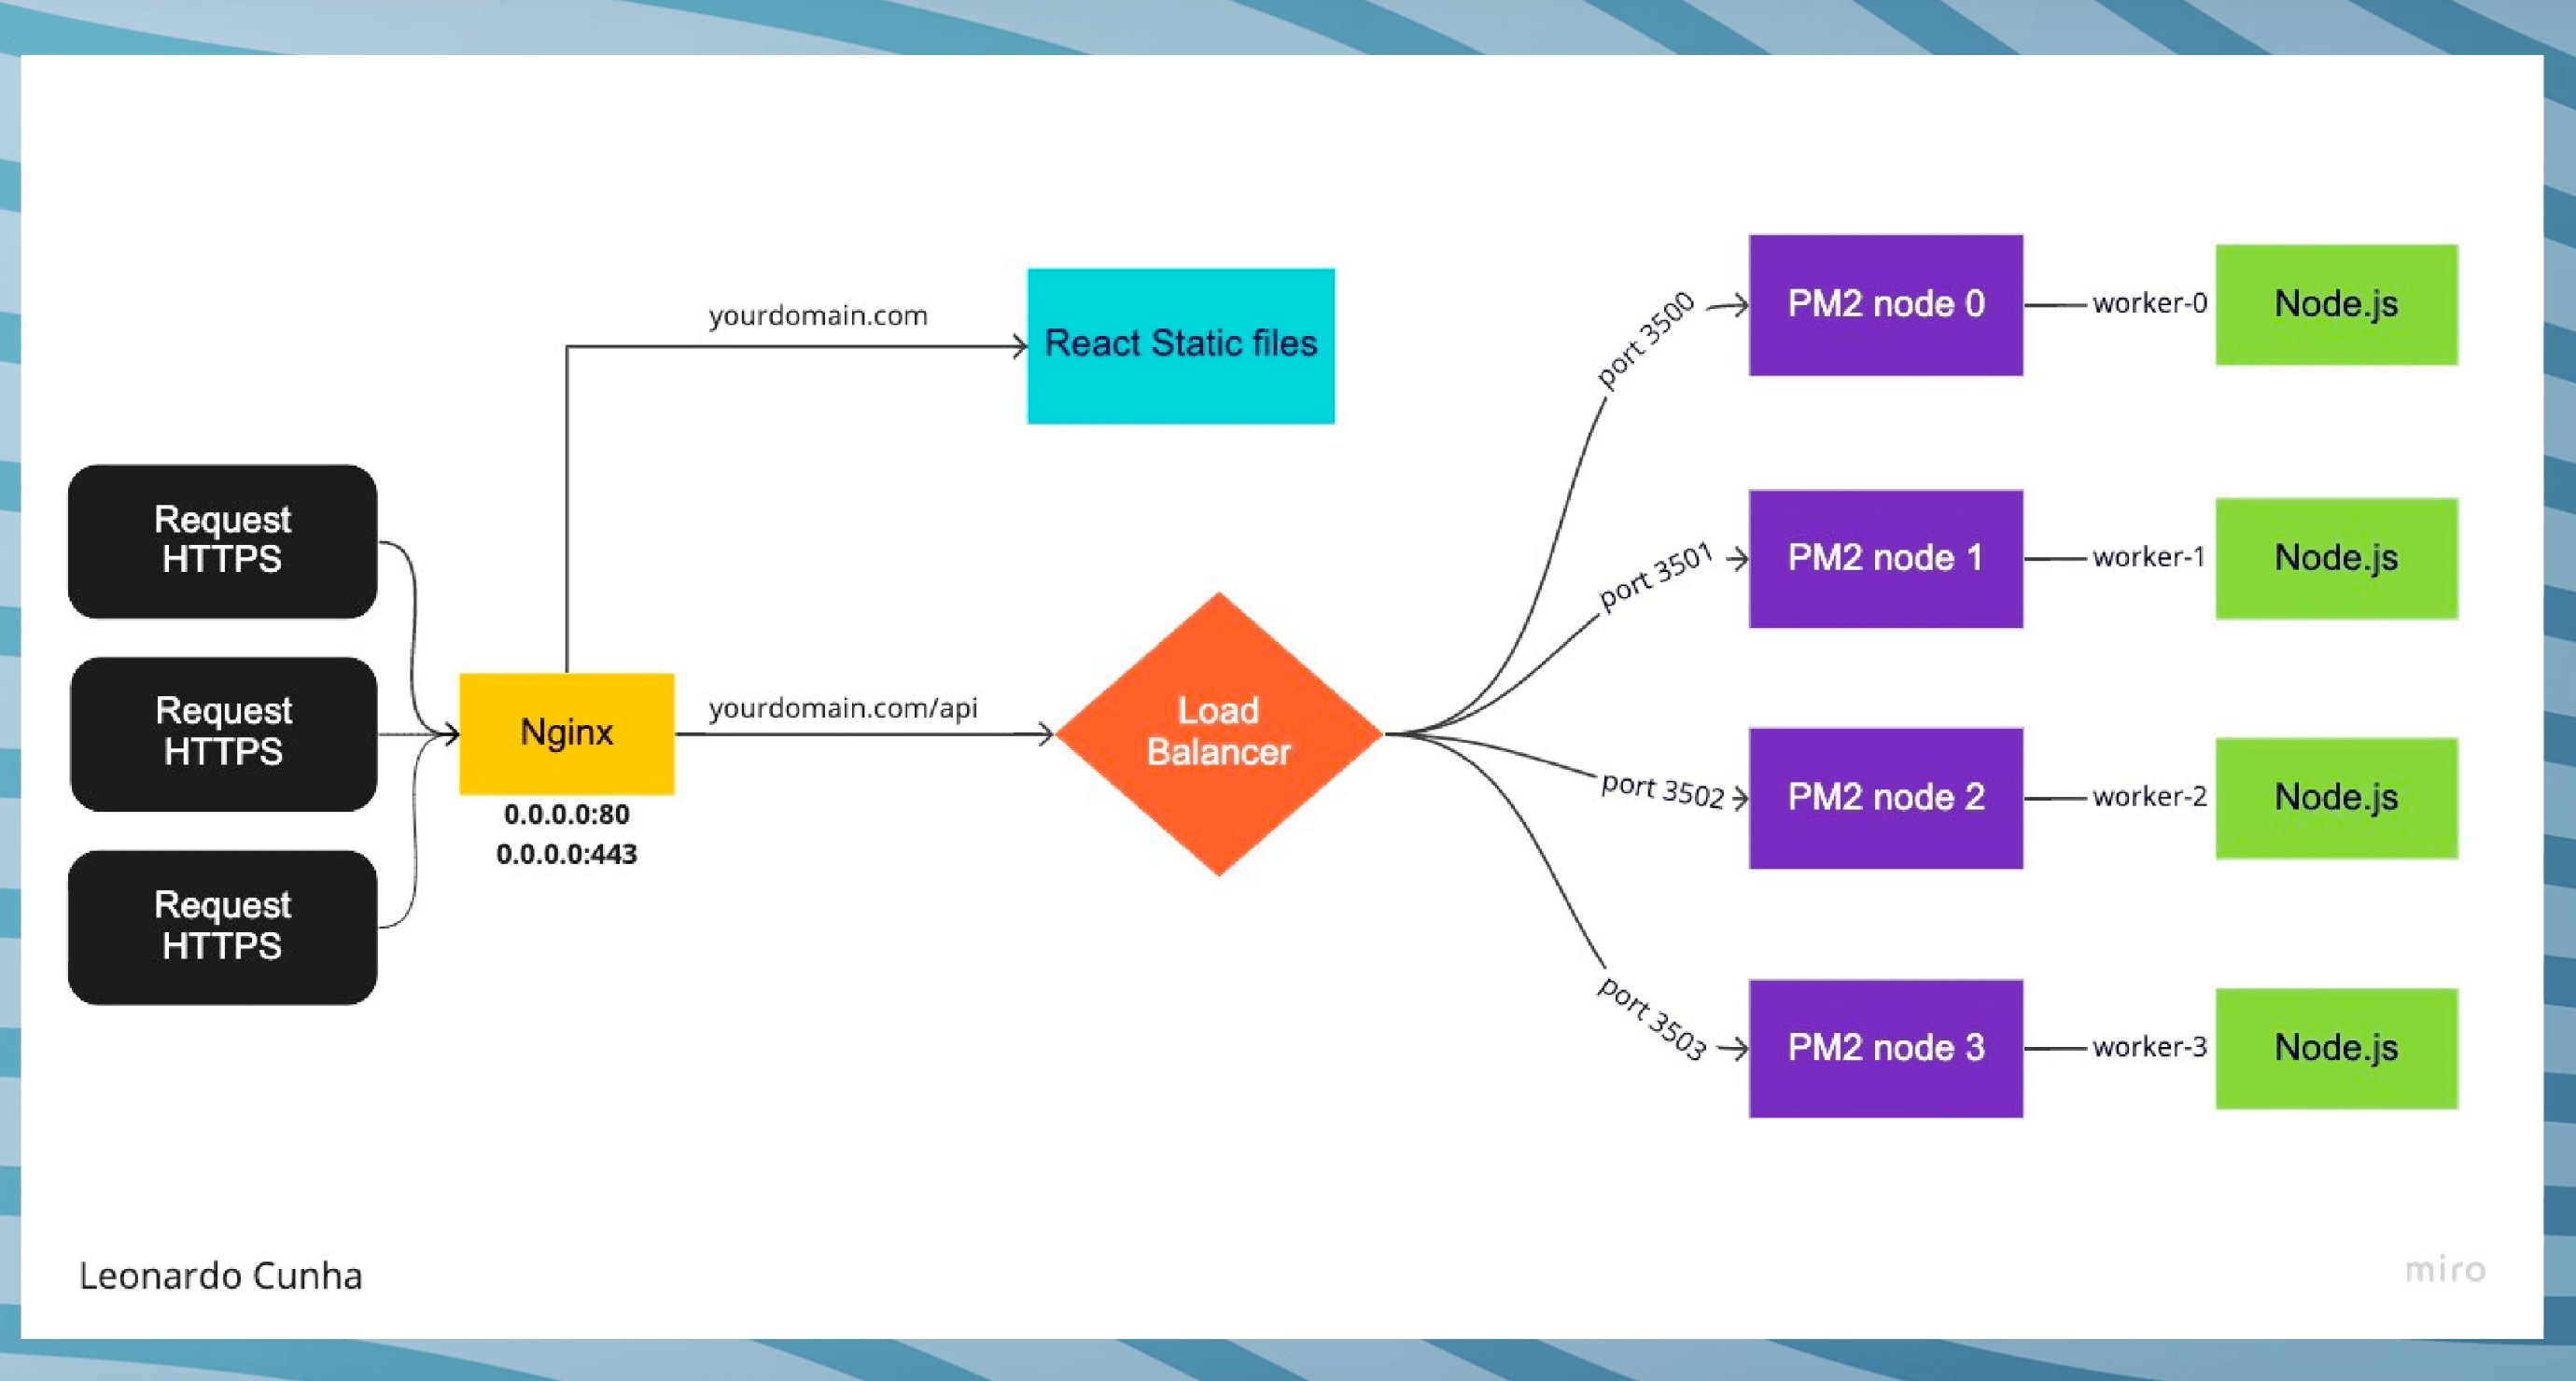 yourdomain.com
React Static files
Request
HTTPS
Request
HTTPS
Request
HTTPS
Nginx
0.0.0.0:80
0.0.0.0:443
yourdomain.com/api
Load
Balancer
port 3500
PM2 node 0
worker-0
Node.js
port 3501
PM2 node 1
worker-1
Node.js
port 3502
PM2 node 2
worker-2
Node.js
port 3503
PM2 node 3
worker-3
Node.js
Leonardo Cunha
miro